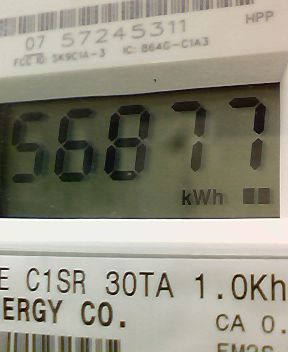 HPP
07 57245311
FCC ID: SK9C1A-3 IC: 864G-C1A3
56877
kWh
E C1SR 30TA 1.0Kh
ERGY CO.
CA 0.